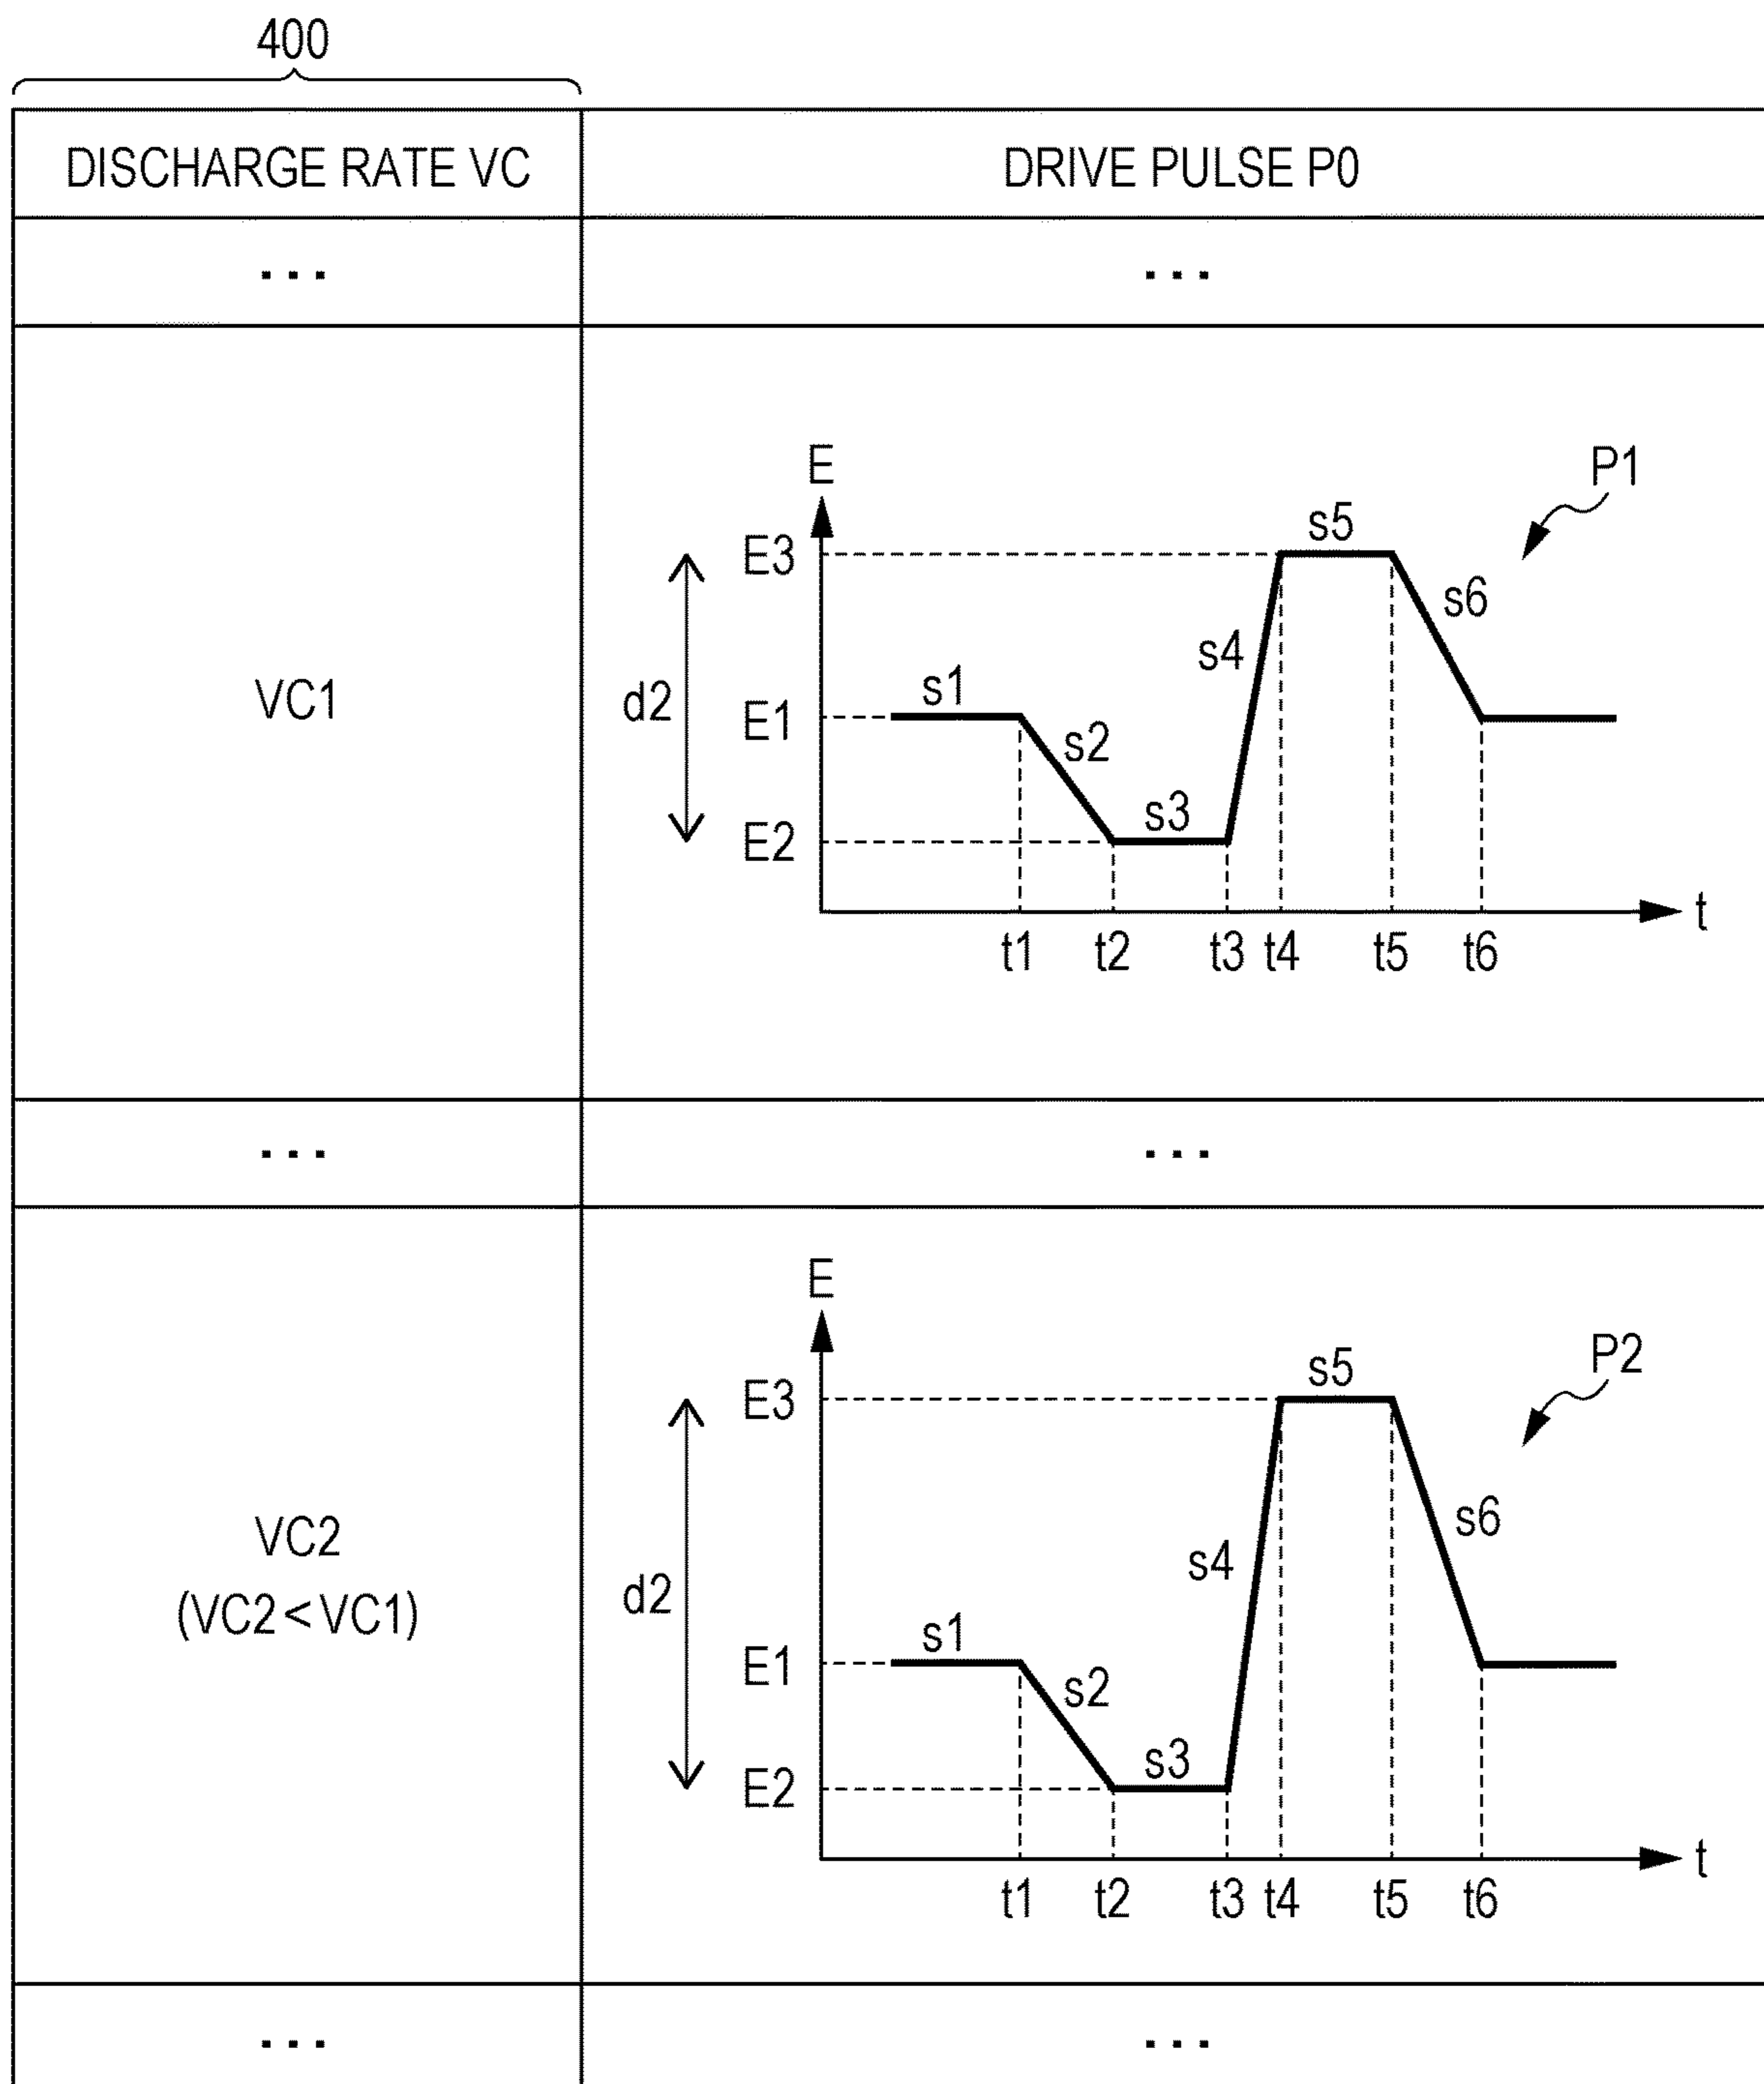 400
DISCHARGE RATE VC
DRIVE PULSE P0
... ...
VC1
E
P1
E3
s5
s6
s4
d2
E1
s1
s2
s3
E2
t
t1 t2 t3 t4 t5 t6
... ...
VC2
(VC2<VC1)
E
P2
E3
s5
s6
s4
d2
E1
s1
s2
s3
E2
t
t1 t2 t3 t4 t5 t6
... ...